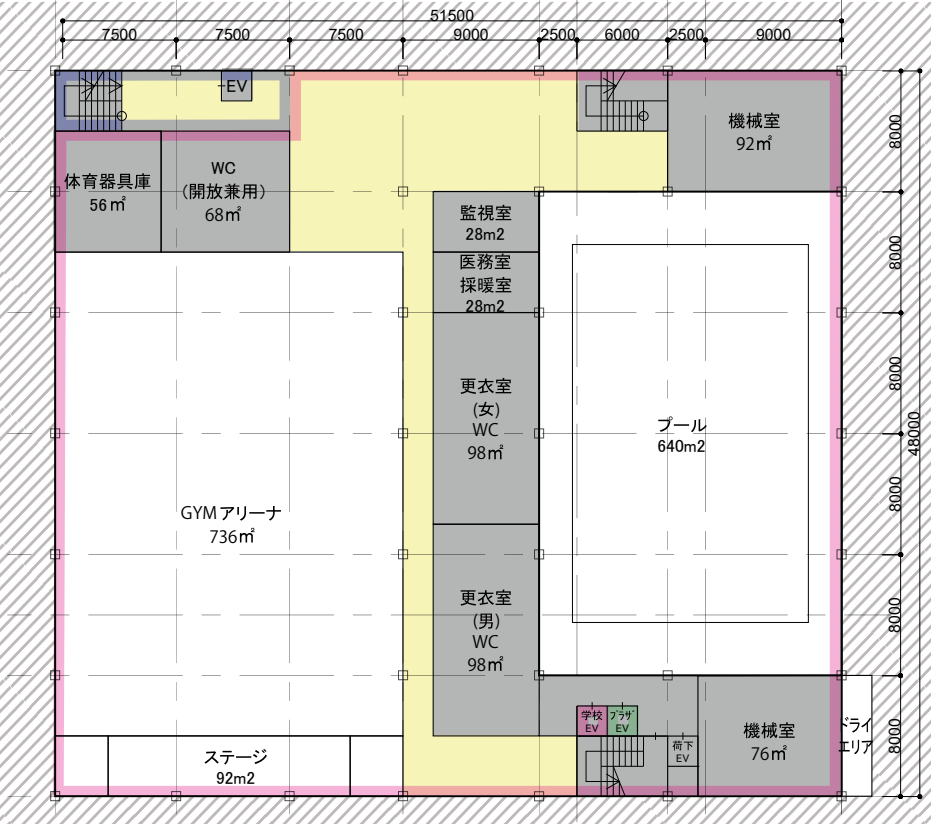 51500
7500
7500
7500
9000
2500
6000
2500
9000
EV
機械室
92㎡
8000
体育器具庫
56㎡
WC
（開放兼用）
68㎡
監視室
28m2
医務室
採暖室
28m2
8000
更衣室
(女)
WC
98㎡
プール
640m2
8000
48000
GYMアリーナ
736㎡
8000
更衣室
(男)
WC
98㎡
8000
学校
EV
プラザ
EV
荷下
EV
機械室
76㎡
ドライ
エリア
8000
ステージ
92m2